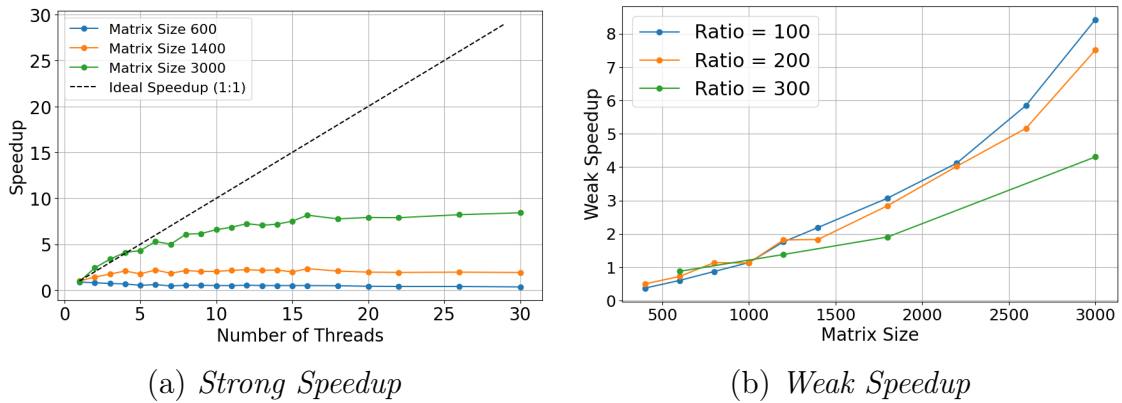 30
25
20
15
10
5
0
Speedup
Matrix Size 600
Matrix Size 1400
Matrix Size 3000
Ideal Speedup (1:1)
0 5 10 15 20 25 30
Number of Threads
(a) Strong Speedup
8
7
6
5
4
3
2
1
0
Weak Speedup
Ratio = 100
Ratio = 200
Ratio = 300
500 1000 1500 2000 2500 3000
Matrix Size
(b) Weak Speedup